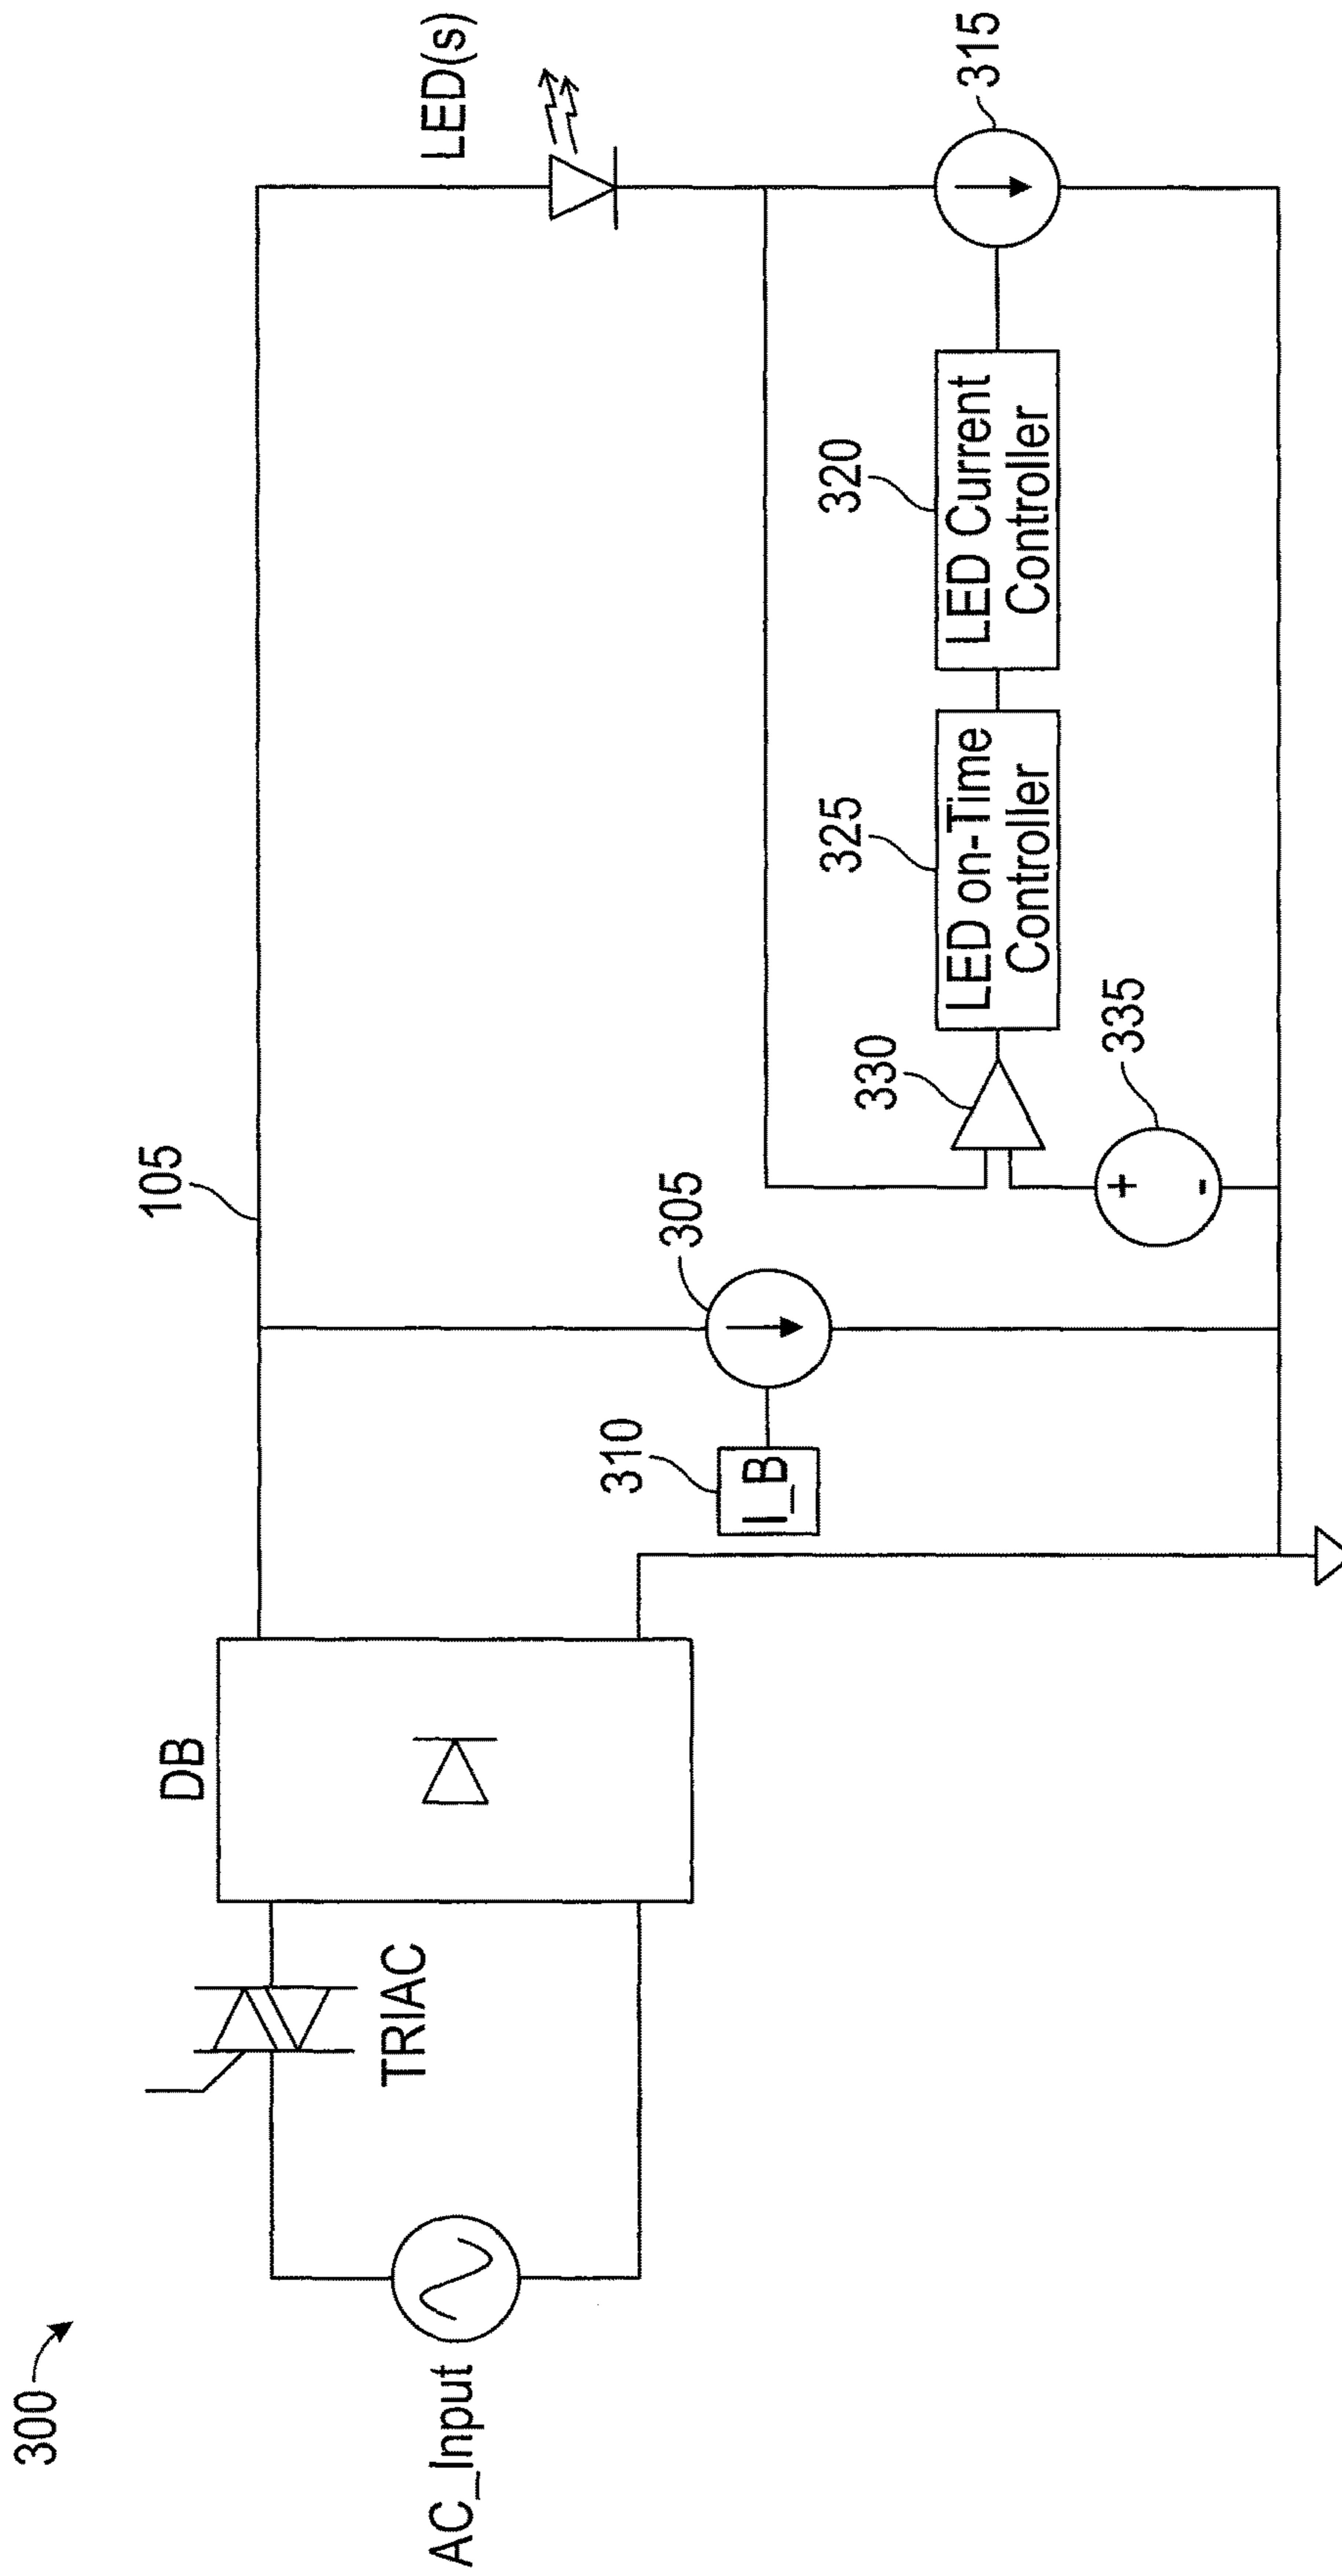 300
AC_Input
TRIAC
DB
105
310
I_B
305
330
335
325
LED on-Time
Controller
320
LED Current
Controller
LED(s)
315
+
-